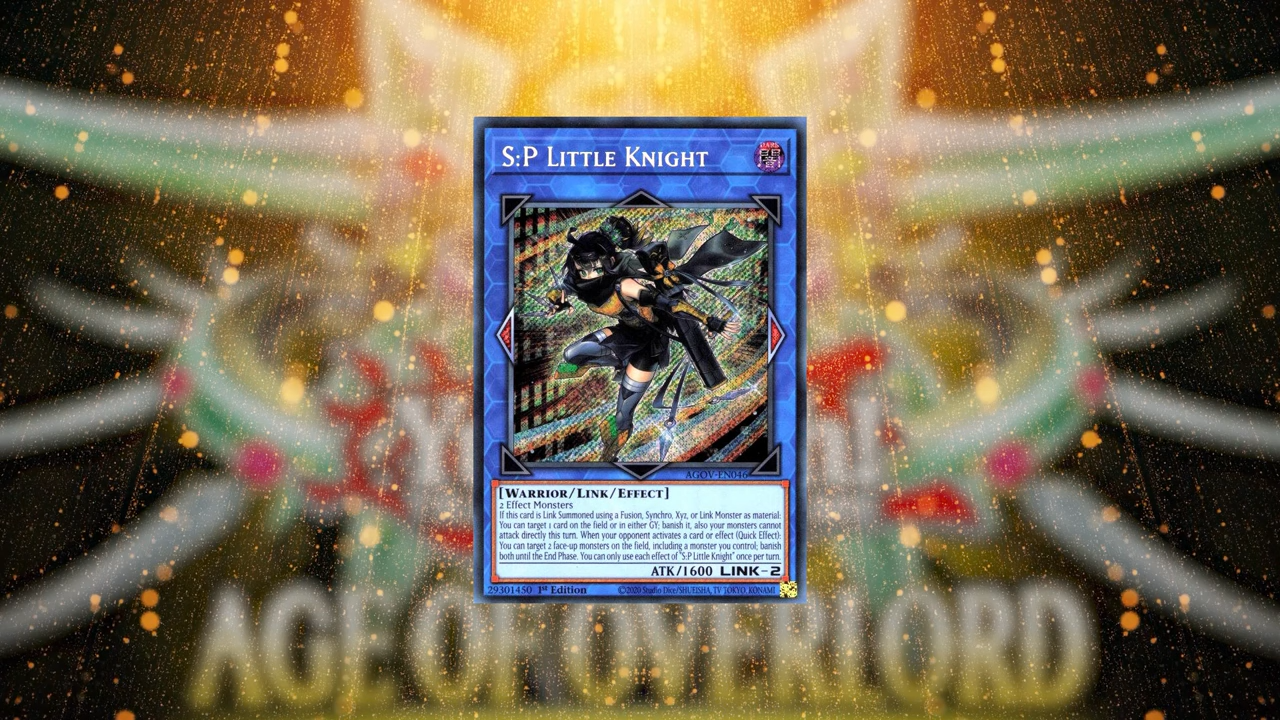 S:P LITTLE KNIGHT
DARK
闇
AGOV-EN046
[WARRIOR/LINK/EFFECT]
2 Effect Monsters
If this card is Link Summoned using a Fusion, Synchro, Xyz, or Link Monster as material:
You can target 1 card on the field or in either GY; banish it, also your monsters cannot
attack directly this turn. When your opponent activates a card or effect (Quick Effect):
You can target 2 face-up monsters on the field, including a monster you control; banish
both until the End Phase. You can only use each effect of "S:P Little Knight" once per turn.
ATK/1600 LINK-2
29301450 1st Edition ©2020 Studio Dice/SHUEISHA, TV TOKYO, KONAMI
AGE OF OVERLORD